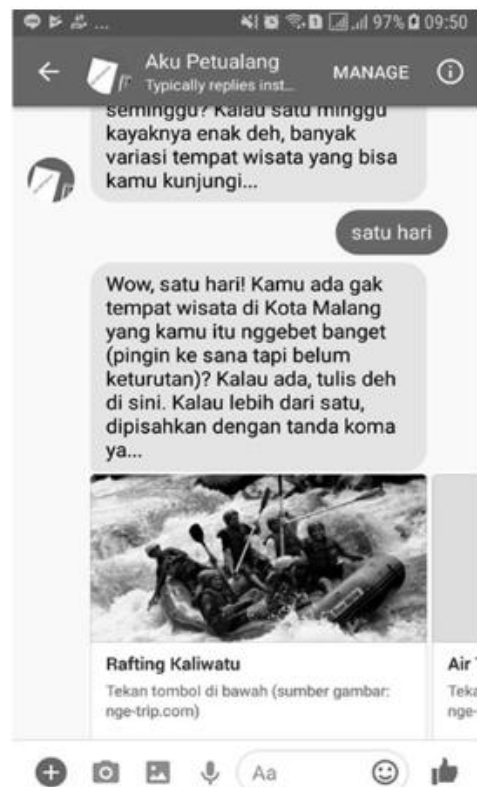 ... 97% 09:50
Aku Petualang
Typically replies inst...
MANAGE
seminggu? Kalau satu minggu
kayaknya enak deh, banyak
variasi tempat wisata yang bisa
kamu kunjungi...
satu hari
Wow, satu hari! Kamu ada gak
tempat wisata di Kota Malang
yang kamu itu nggebet banget
(pingin ke sana tapi belum
keturutan)? Kalau ada, tulis deh
di sini. Kalau lebih dari satu,
dipisahkan dengan tanda koma
ya...
Rafting Kaliwatu
Air
Tekan tombol di bawah (sumber gambar:
nge-trip.com)
Teka
nge-
Aa